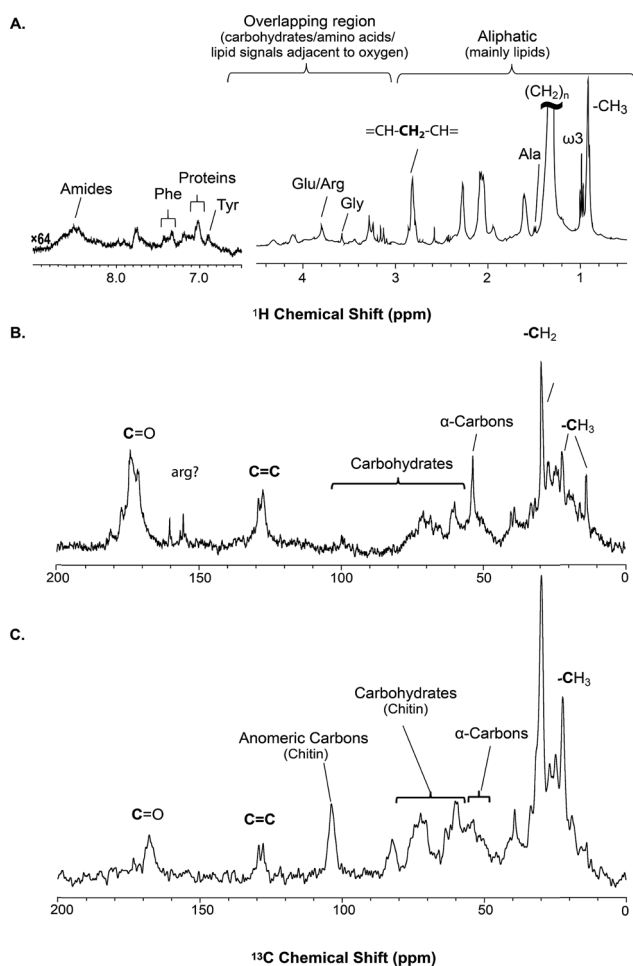 A.
Overlapping region
(carbohydrates/amino acids/
lipid signals adjacent to oxygen)
Aliphatic
(mainly lipids)
(CH₂)ₙ
-CH₃
=CH-CH₂-CH=
ω3
Ala
Amides
Phe
Proteins
Tyr
Glu/Arg
Gly
×64
8.0 7.0 4 3 2 1
¹H Chemical Shift (ppm)
B.
-CH₂
C=O
α-Carbons
-CH₃
arg?
C=C
Carbohydrates
200 150 100 50 0
C.
-CH₃
Carbohydrates
(Chitin)
Anomeric Carbons
(Chitin)
α-Carbons
C=O
C=C
200 150 100 50 0
¹³C Chemical Shift (ppm)